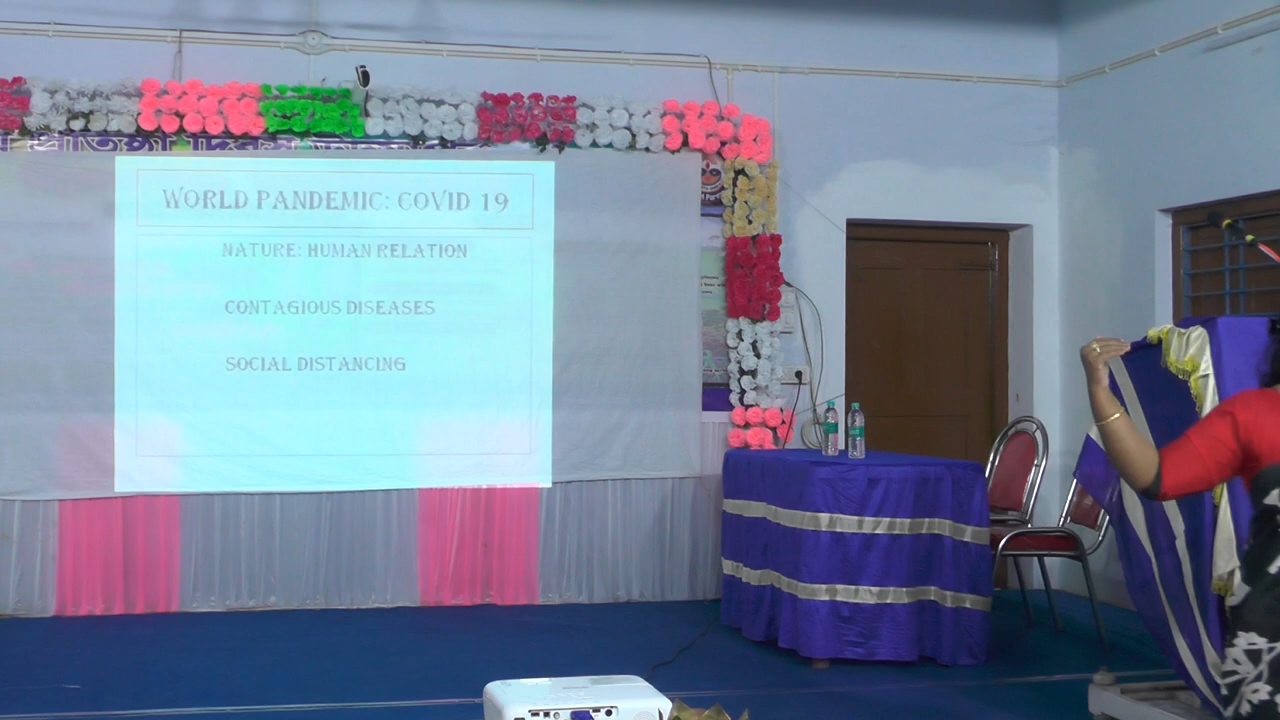 WORLD PANDEMIC: COVID 19
NATURE: HUMAN RELATION
CONTAGIOUS DISEASES
SOCIAL DISTANCING